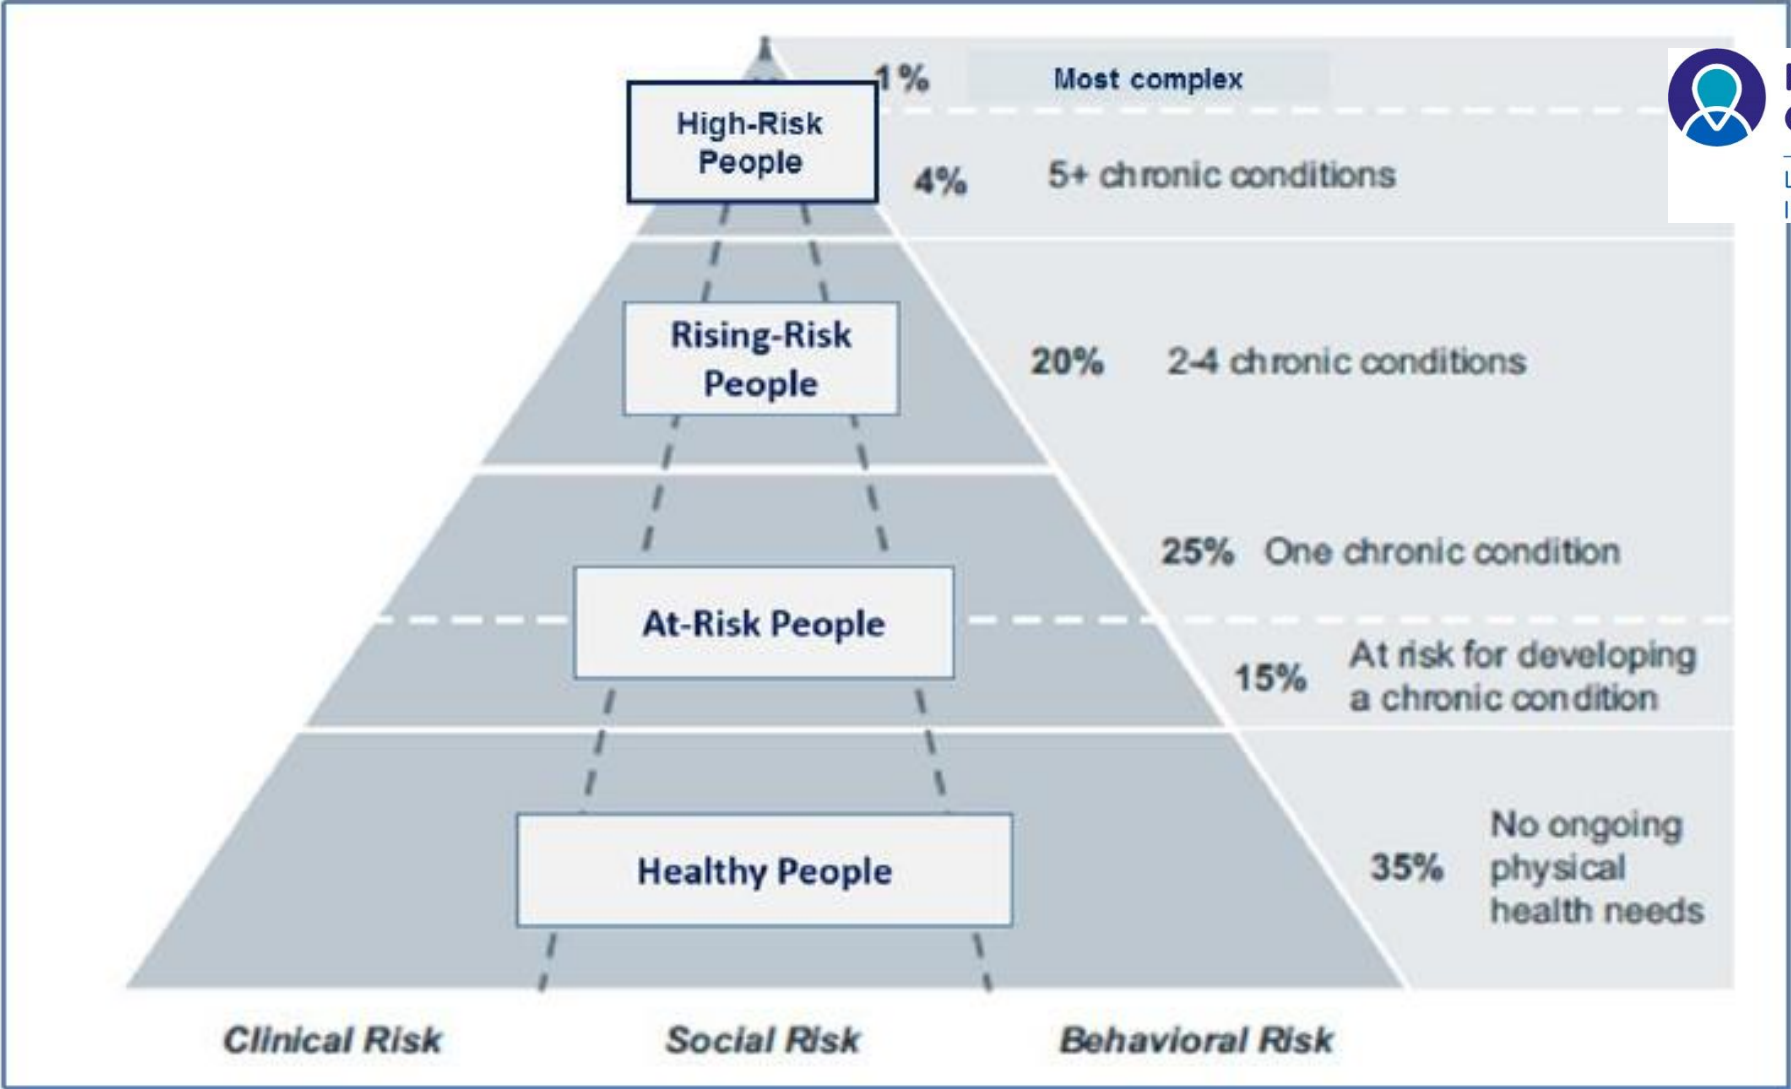 1% Most complex
High-Risk
People
4% 5+ chronic conditions
Rising-Risk
People
20% 2-4 chronic conditions
25% One chronic condition
At-Risk People
15% At risk for developing
a chronic condition
Healthy People
35% No ongoing
physical
health needs
Clinical Risk Social Risk Behavioral Risk